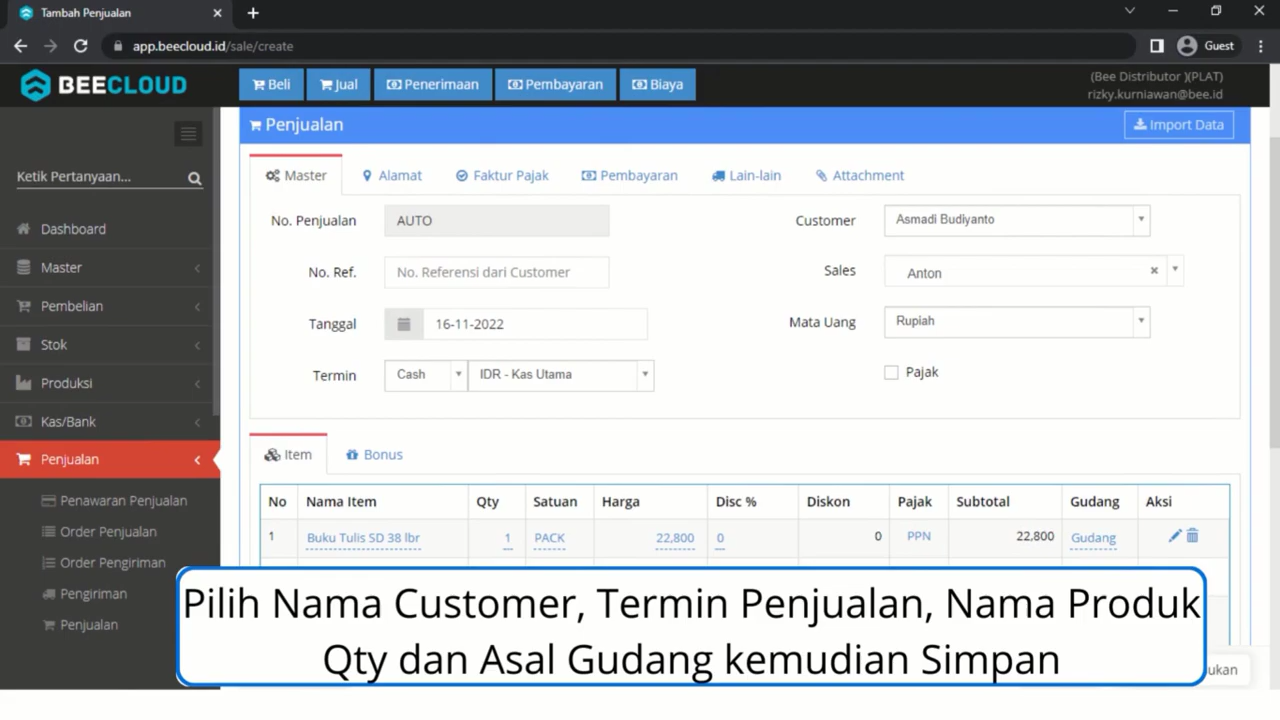 Tambah Penjualan
app.beecloud.id/sale/create
Guest
BEECLOUD
Beli
Jual
Penerimaan
Pembayaran
Biaya
(Bee Distributor )(PLAT)
rizky.kurniawan@bee.id
Ketik Pertanyaan...
Dashboard
Master
Pembelian
Stok
Produksi
Kas/Bank
Penjualan
Penawaran Penjualan
Order Penjualan
Order Pengiriman
Pengiriman
Penjualan
Penjualan
Import Data
Master Alamat Faktur Pajak Pembayaran Lain-lain Attachment
No. Penjualan AUTO Customer Asmadi Budiyanto
No. Ref. No. Referensi dari Customer Sales Anton
Tanggal 16-11-2022 Mata Uang Rupiah
Termin Cash IDR - Kas Utama Pajak
Item Bonus
No Nama Item Qty Satuan Harga Disc % Diskon Pajak Subtotal Gudang Aksi
1 Buku Tulis SD 38 lbr 1 PACK 22,800 0 0 PPN 22,800 Gudang
Pilih Nama Customer, Termin Penjualan, Nama Produk
Qty dan Asal Gudang kemudian Simpan